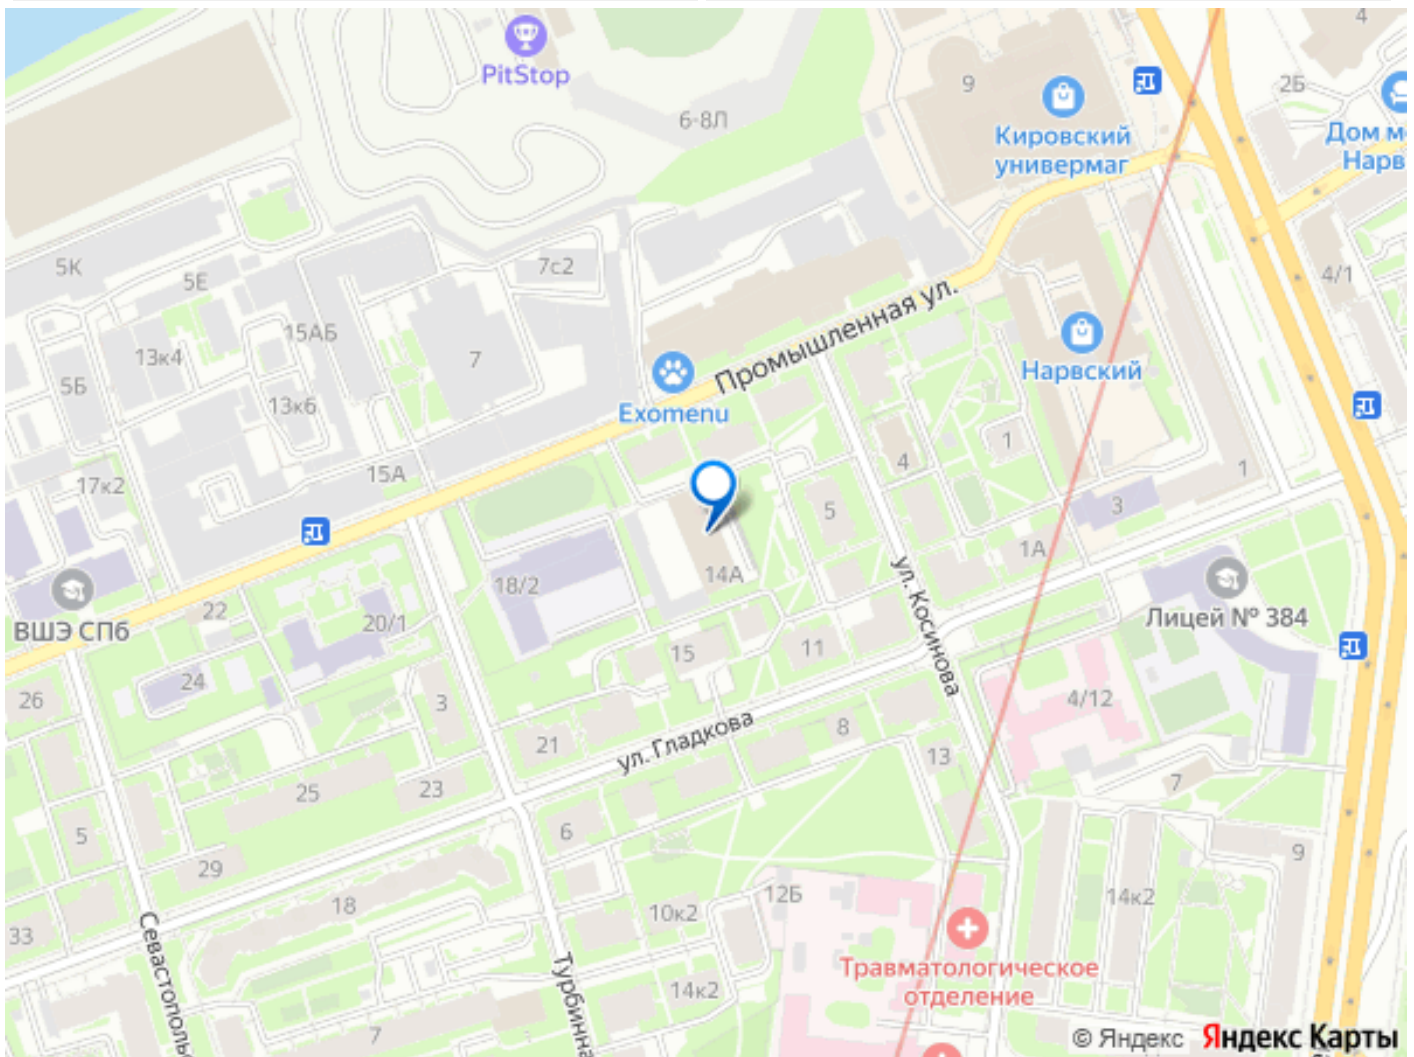 4
PitStop
9
2Б
6-8Л
Кировский
универмаг
Дом м
Нарв
5К
5Е
7с2
4/1
Промышленная ул.
15АБ
13к4
7
5Б
13к6
Нарвский
Exomenu
1
4
15А
17к2
1
5
3
1А
18/2
14А
ул. Косинова
22
20/1
Лицей № 384
ВШЭ СПб
15
11
24
26
3
4/12
21
ул. Гладкова
8
13
25
23
7
5
6
29
9
18
12Б
14к2
10к2
33
Севастополь
Турбинна
Травматологическое
отделение
14к2
7
© Яндекс Яндекс Карты